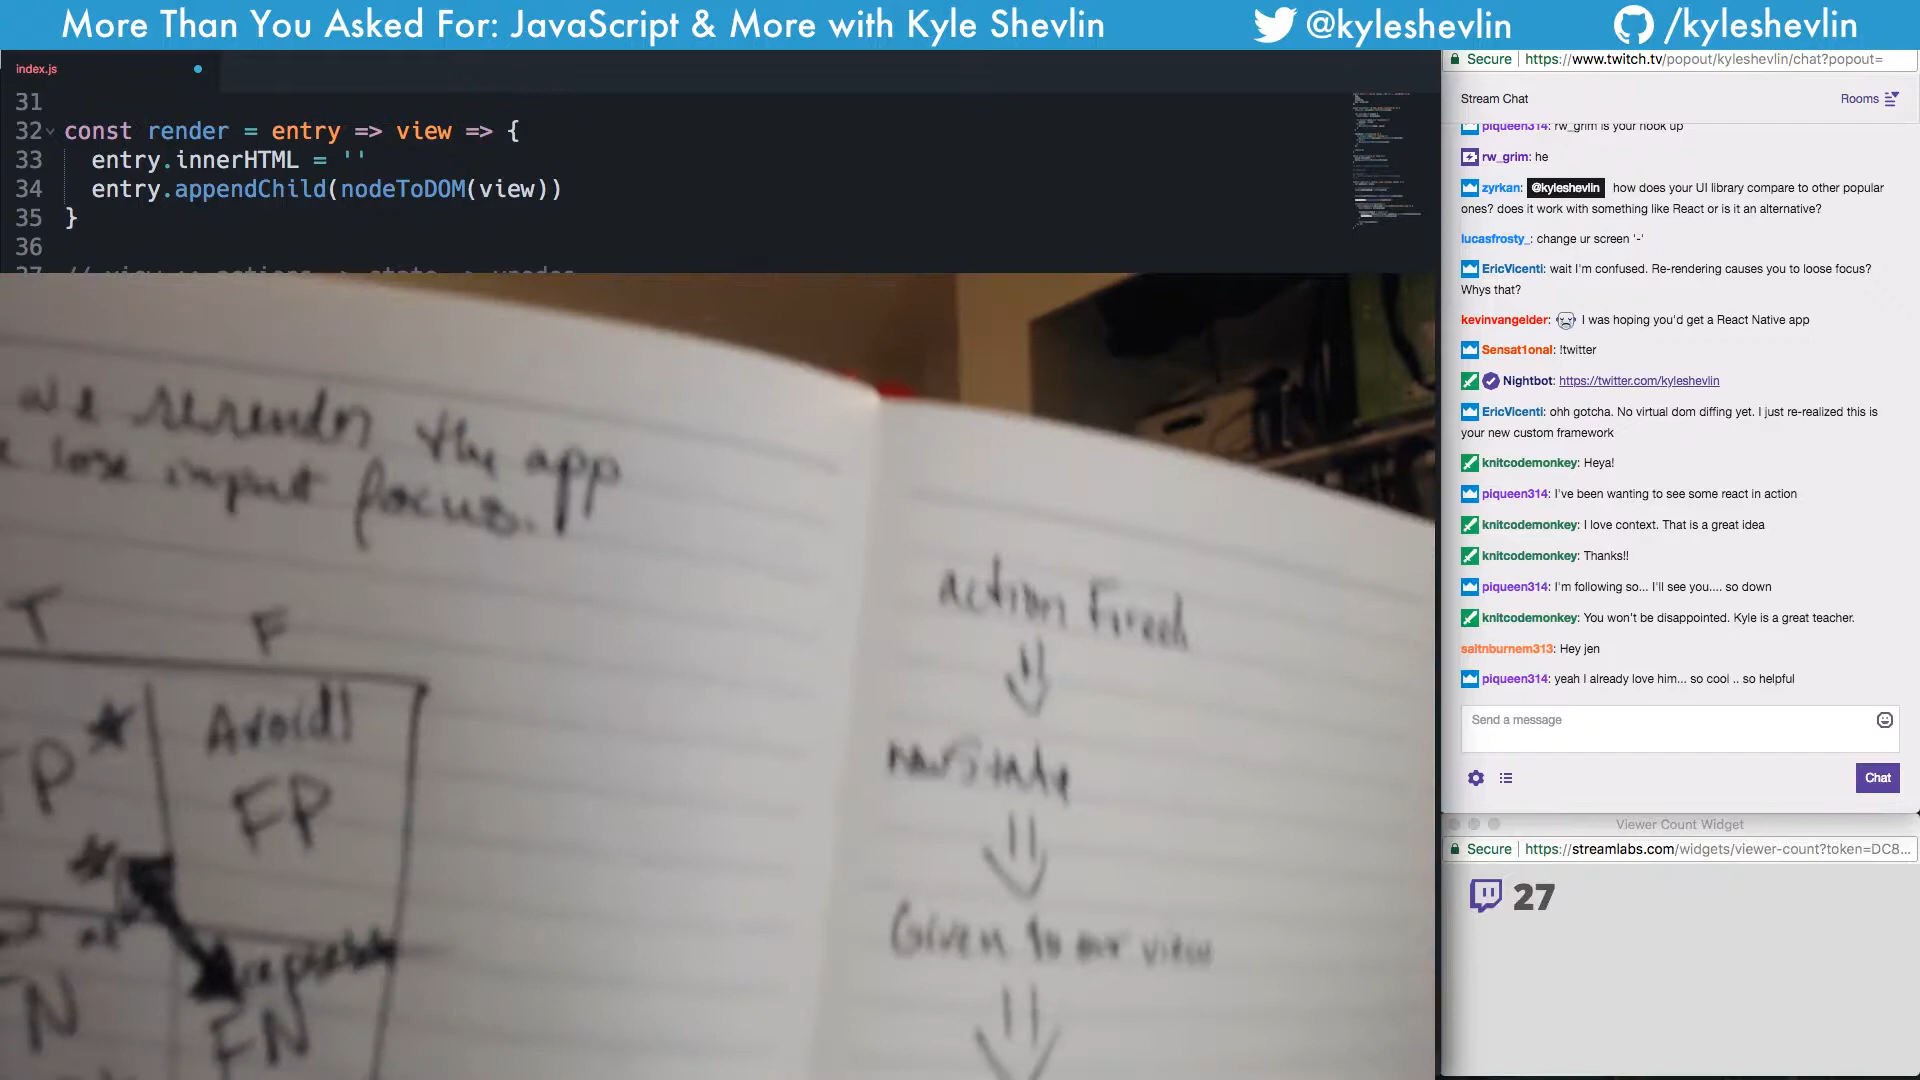 More Than You Asked For: JavaScript & More with Kyle Shevlin
@kyleshevlin
/kyleshevlin
index.js
31
32 const render = entry => view => {
33 entry.innerHTML = ''
34 entry.appendChild(nodeToDOM(view))
35 }
36
we rerender the app
lose input focus.
T F
Avoid!
FP
FN
action Fired
newState
Given to our view
Secure https://www.twitch.tv/popout/kyleshevlin/chat?popout=
Stream Chat Rooms
piqueen314: rw_grim is your hook up
rw_grim: he
zyrkan: @kyleshevlin how does your UI library compare to other popular
ones? does it work with something like React or is it an alternative?
lucasfrosty_: change ur screen '-'
EricVicenti: wait I'm confused. Re-rendering causes you to loose focus?
Whys that?
kevinvangelder: I was hoping you'd get a React Native app
Sensat1onal: !twitter
Nightbot: https://twitter.com/kyleshevlin
EricVicenti: ohh gotcha. No virtual dom diffing yet. I just re-realized this is
your new custom framework
knitcodemonkey: Heya!
piqueen314: I've been wanting to see some react in action
knitcodemonkey: I love context. That is a great idea
knitcodemonkey: Thanks!!
piqueen314: I'm following so... I'll see you.... so down
knitcodemonkey: You won't be disappointed. Kyle is a great teacher.
saltnburnem313: Hey jen
piqueen314: yeah I already love him... so cool .. so helpful
Send a message
Chat
Viewer Count Widget
Secure https://streamlabs.com/widgets/viewer-count?token=DC8...
27